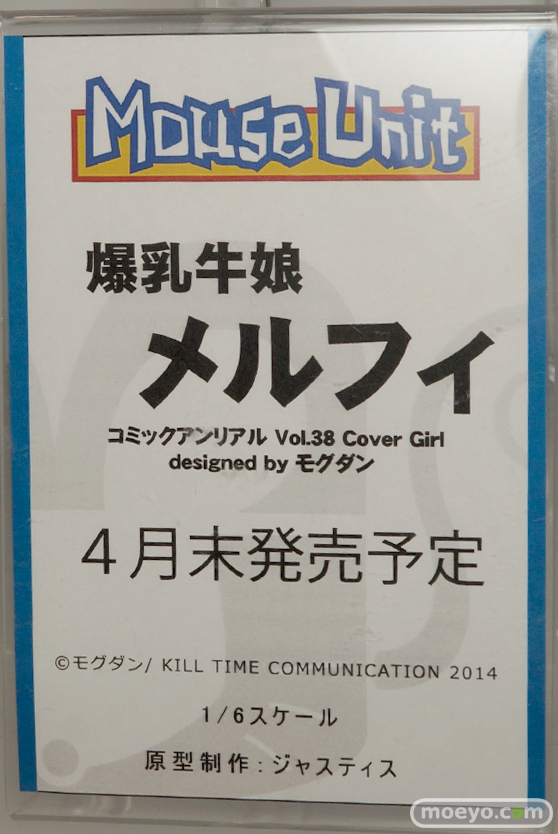 Mouse Unit
爆乳牛娘
メルフィ
コミックアンリアル Vol.38 Cover Girl
designed by モグダン
４月末発売予定
©モグダン/ KILL TIME COMMUNICATION 2014
1/6スケール
原型制作：ジャスティス
moeyo.com